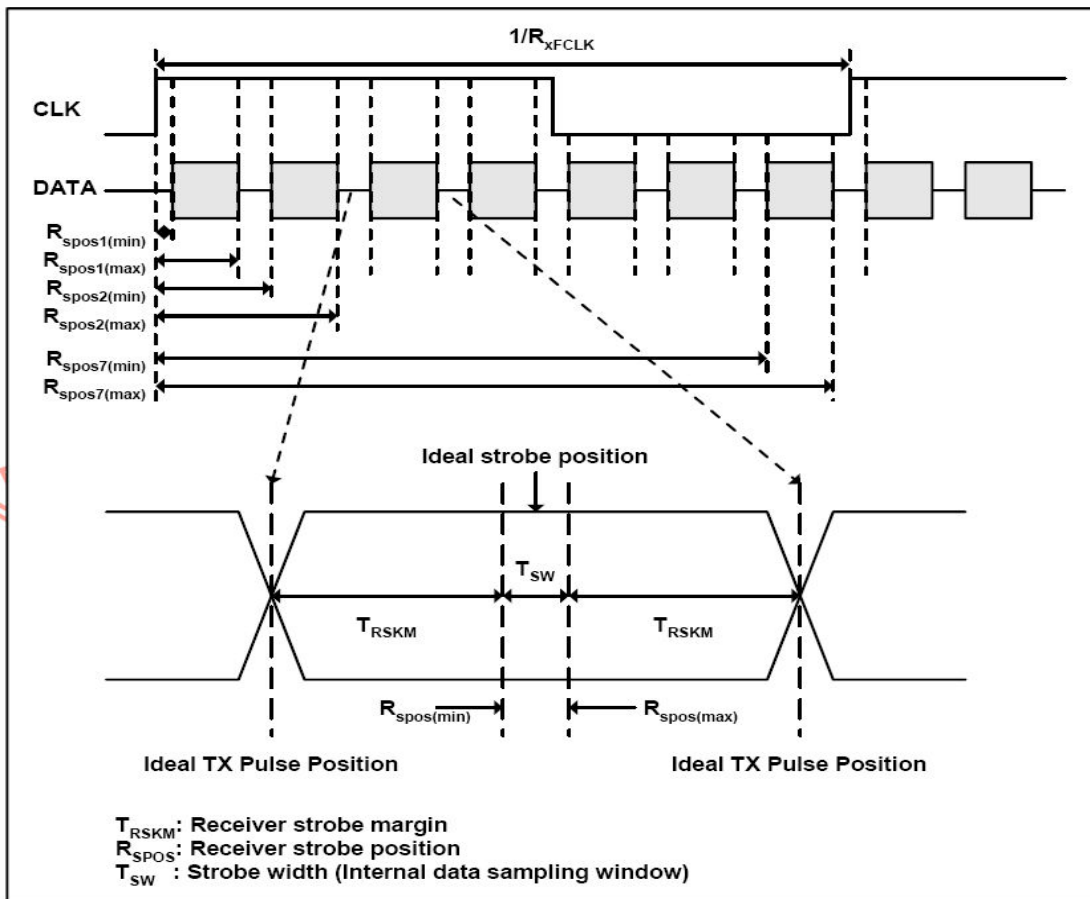 1/RxFCLK
CLK
DATA
Rspos1(min)
Rspos1(max)
Rspos2(min)
Rspos2(max)
Rspos7(min)
Rspos7(max)
Ideal strobe position
TSW
TRSKM
TRSKM
Rspos(min)
Rspos(max)
Ideal TX Pulse Position
Ideal TX Pulse Position
TRSKM: Receiver strobe margin
RSPOS: Receiver strobe position
TSW : Strobe width (Internal data sampling window)